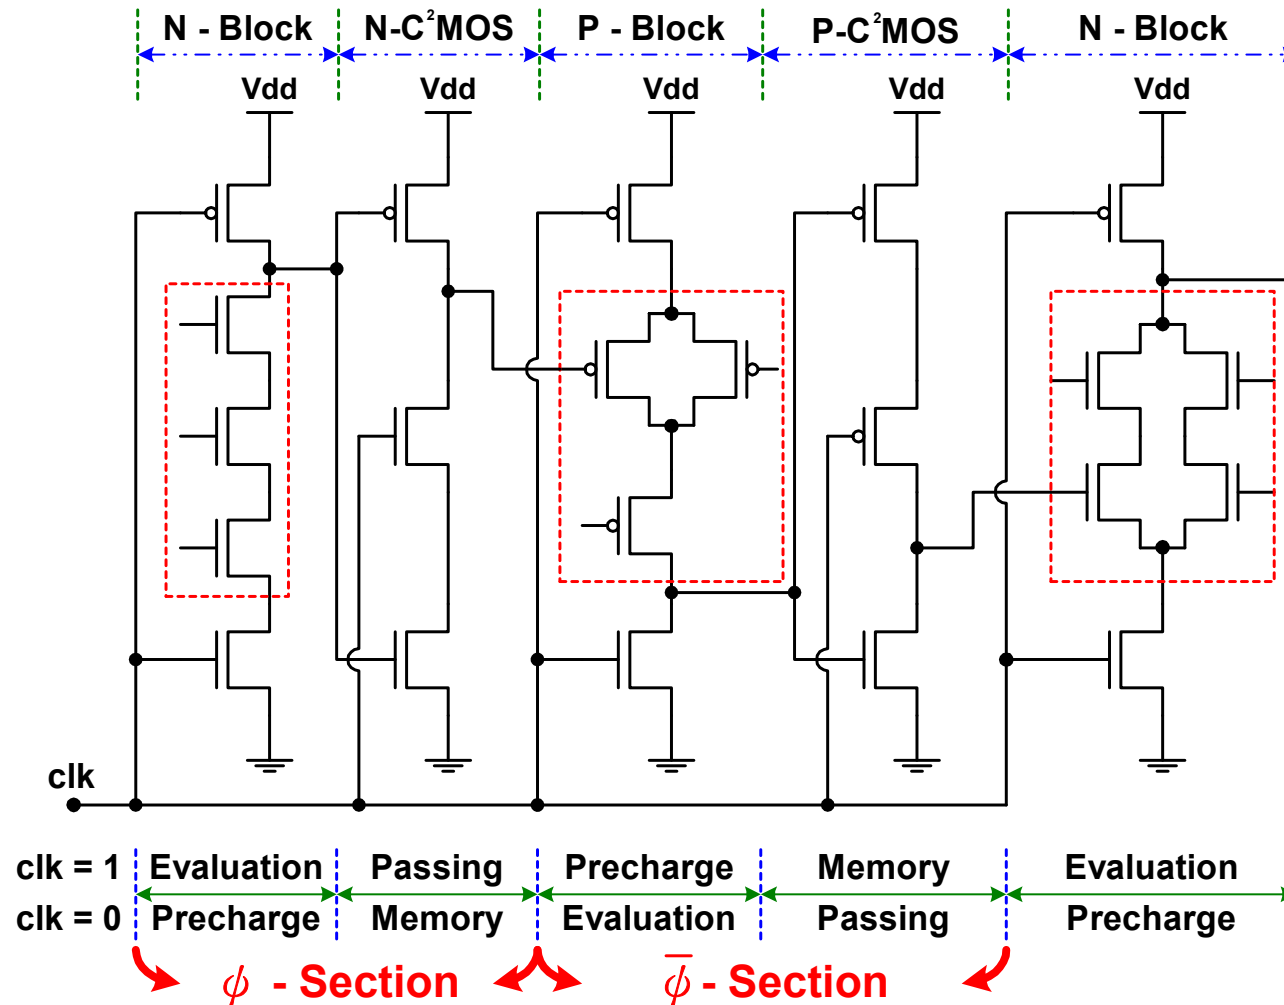 N - Block N-C²MOS P - Block P-C²MOS N - Block
Vdd Vdd Vdd Vdd Vdd
clk
clk = 1 Evaluation Passing Precharge Memory Evaluation
clk = 0 Precharge Memory Evaluation Passing Precharge
ϕ - Section ϕ̅ - Section